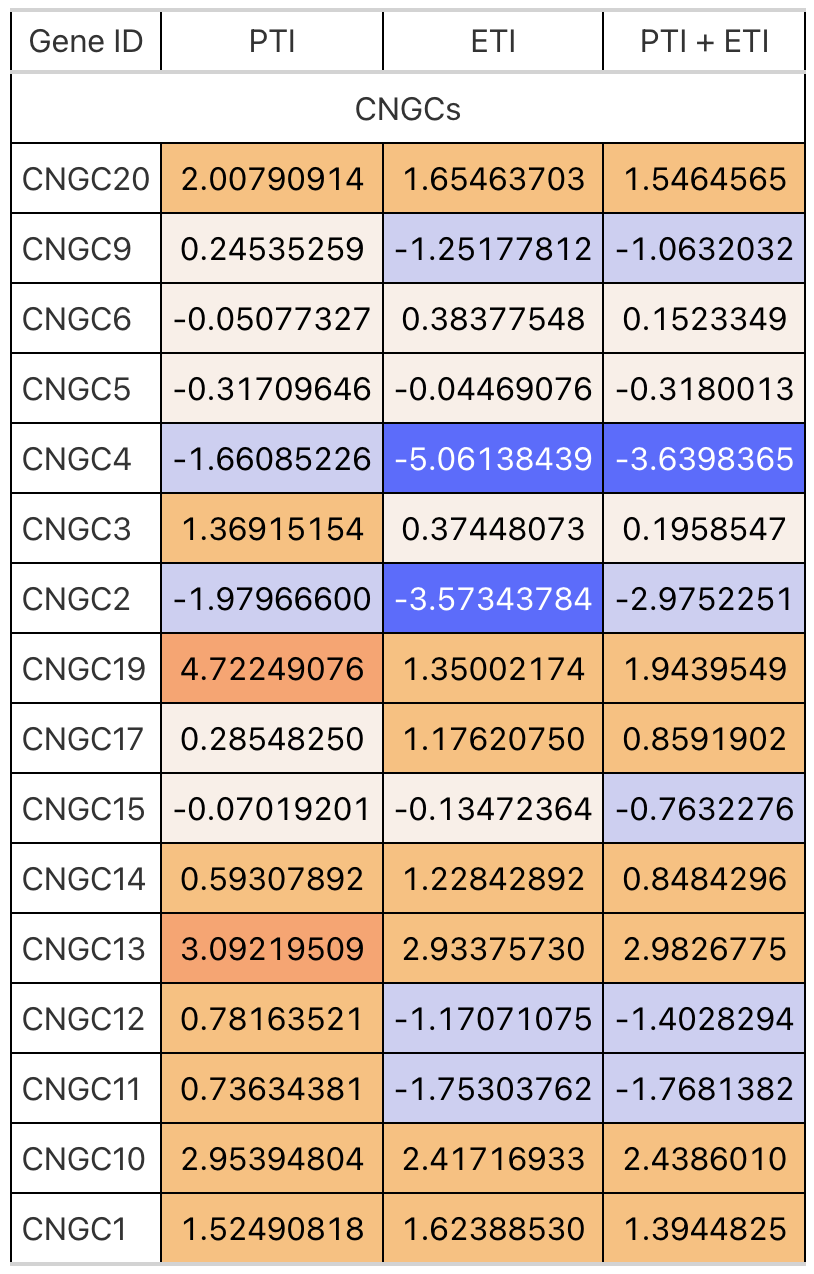 Gene ID PTI ETI PTI + ETI
CNGCs
CNGC20 2.00790914 1.65463703 1.5464565
CNGC9 0.24535259 -1.25177812 -1.0632032
CNGC6 -0.05077327 0.38377548 0.1523349
CNGC5 -0.31709646 -0.04469076 -0.3180013
CNGC4 -1.66085226 -5.06138439 -3.6398365
CNGC3 1.36915154 0.37448073 0.1958547
CNGC2 -1.97966600 -3.57343784 -2.9752251
CNGC19 4.72249076 1.35002174 1.9439549
CNGC17 0.28548250 1.17620750 0.8591902
CNGC15 -0.07019201 -0.13472364 -0.7632276
CNGC14 0.59307892 1.22842892 0.8484296
CNGC13 3.09219509 2.93375730 2.9826775
CNGC12 0.78163521 -1.17071075 -1.4028294
CNGC11 0.73634381 -1.75303762 -1.7681382
CNGC10 2.95394804 2.41716933 2.4386010
CNGC1 1.52490818 1.62388530 1.3944825